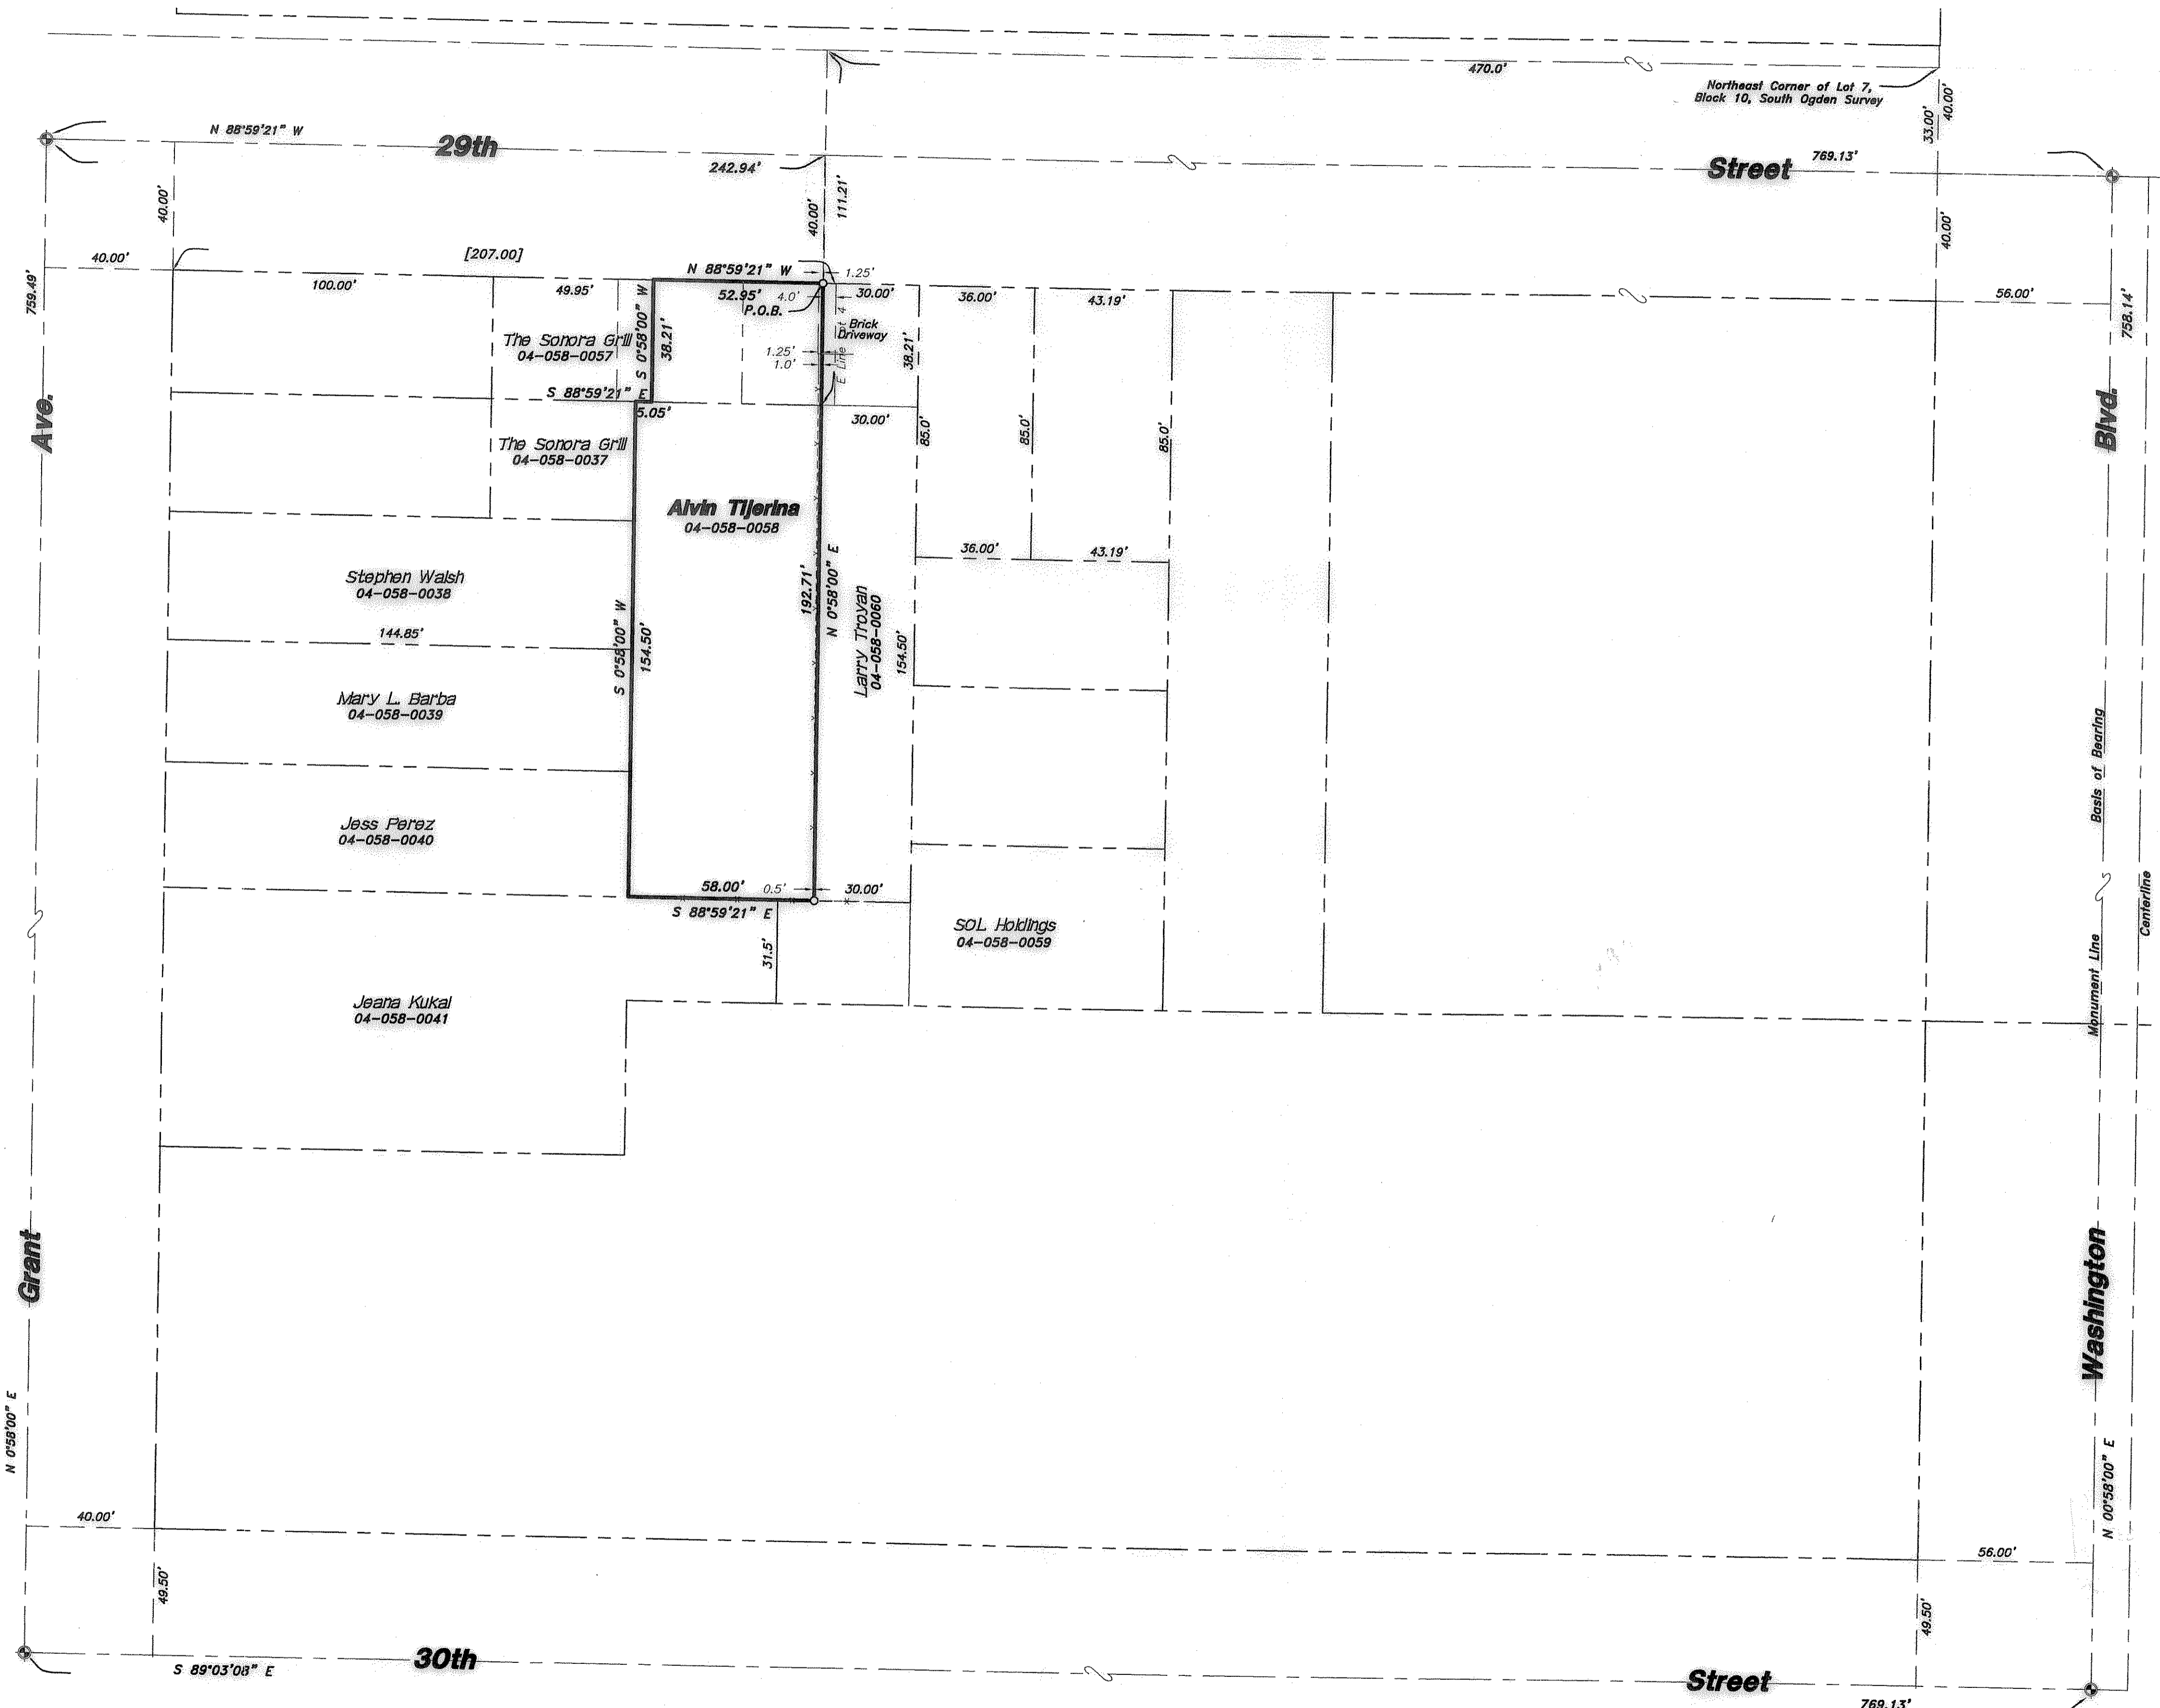 470.0'
Northeast Corner of Lot 7,
Block 10, South Ogden Survey
33.00'
40.00'
N 88°59'21" W
29th
242.94'
Street
769.13'
40.00'
40.00'
111.21'
40.00'
40.00'
759.49'
[207.00]
100.00'
49.95'
N 88°59'21" W
1.25'
52.95'
4.0'
30.00'
P.O.B.
36.00'
43.19'
56.00'
758.14'
Brick
Driveway
E Line Lot 4
1.25'
1.0'
The Sonora Grill
04-058-0057
S 0°58'00" W
38.21'
38.21'
S 88°59'21" E
5.05'
30.00'
Ave.
Blvd.
The Sonora Grill
04-058-0037
85.0'
85.0'
85.0'
Alvin Tijerina
04-058-0058
36.00'
43.19'
Stephen Walsh
04-058-0038
192.71'
N 0°58'00" E
Larry Troyan
04-058-0060
144.85'
S 0°58'00" W
154.50'
154.50'
Mary L. Barba
04-058-0039
Basis of Bearing
Jess Perez
04-058-0040
58.00'
0.5'
30.00'
S 88°59'21" E
31.5'
SOL Holdings
04-058-0059
Centerline
Monument Line
Jeana Kukal
04-058-0041
Grant
Washington
N 0°58'00" E
N 00°58'00" E
40.00'
56.00'
49.50'
49.50'
S 89°03'08" E
30th
Street
769.13'